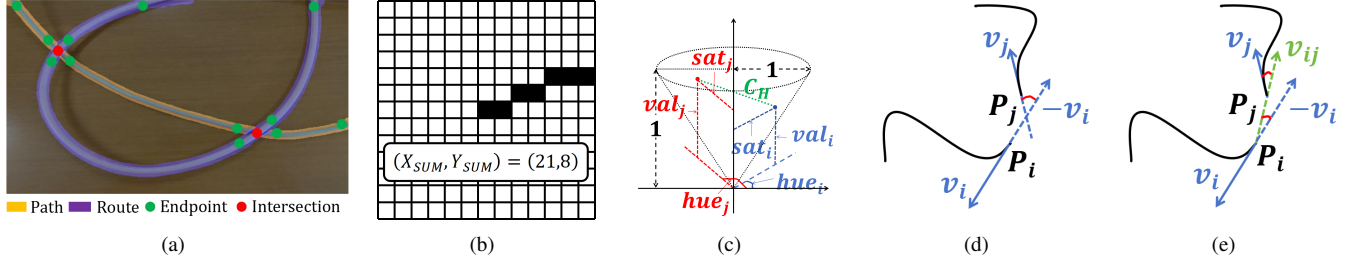 Path Route Endpoint Intersection
(a)
(X_SUM, Y_SUM) = (21,8)
(b)
sat_j
1
C_H
val_j
1
val_i
sat_i
hue_i
hue_j
(c)
v_j
P_j
-v_i
P_i
v_i
(d)
v_j
v_ij
P_j
-v_i
P_i
v_i
(e)